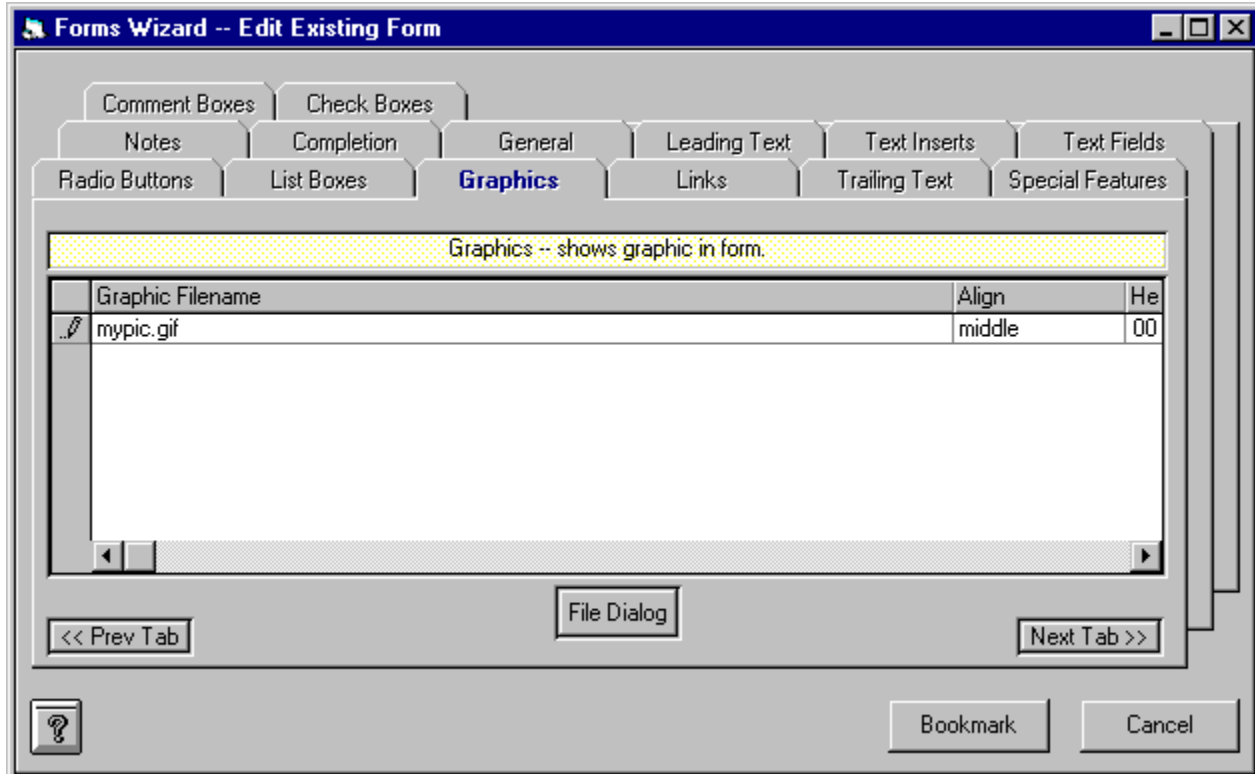 Forms Wizard -- Edit Existing Form
Comment Boxes Check Boxes
Notes Completion General Leading Text Text Inserts Text Fields
Radio Buttons List Boxes Graphics Links Trailing Text Special Features
Graphics -- shows graphic in form.
Graphic Filename Align He
mypic.gif middle 00
File Dialog
<< Prev Tab Next Tab >>
? Bookmark Cancel